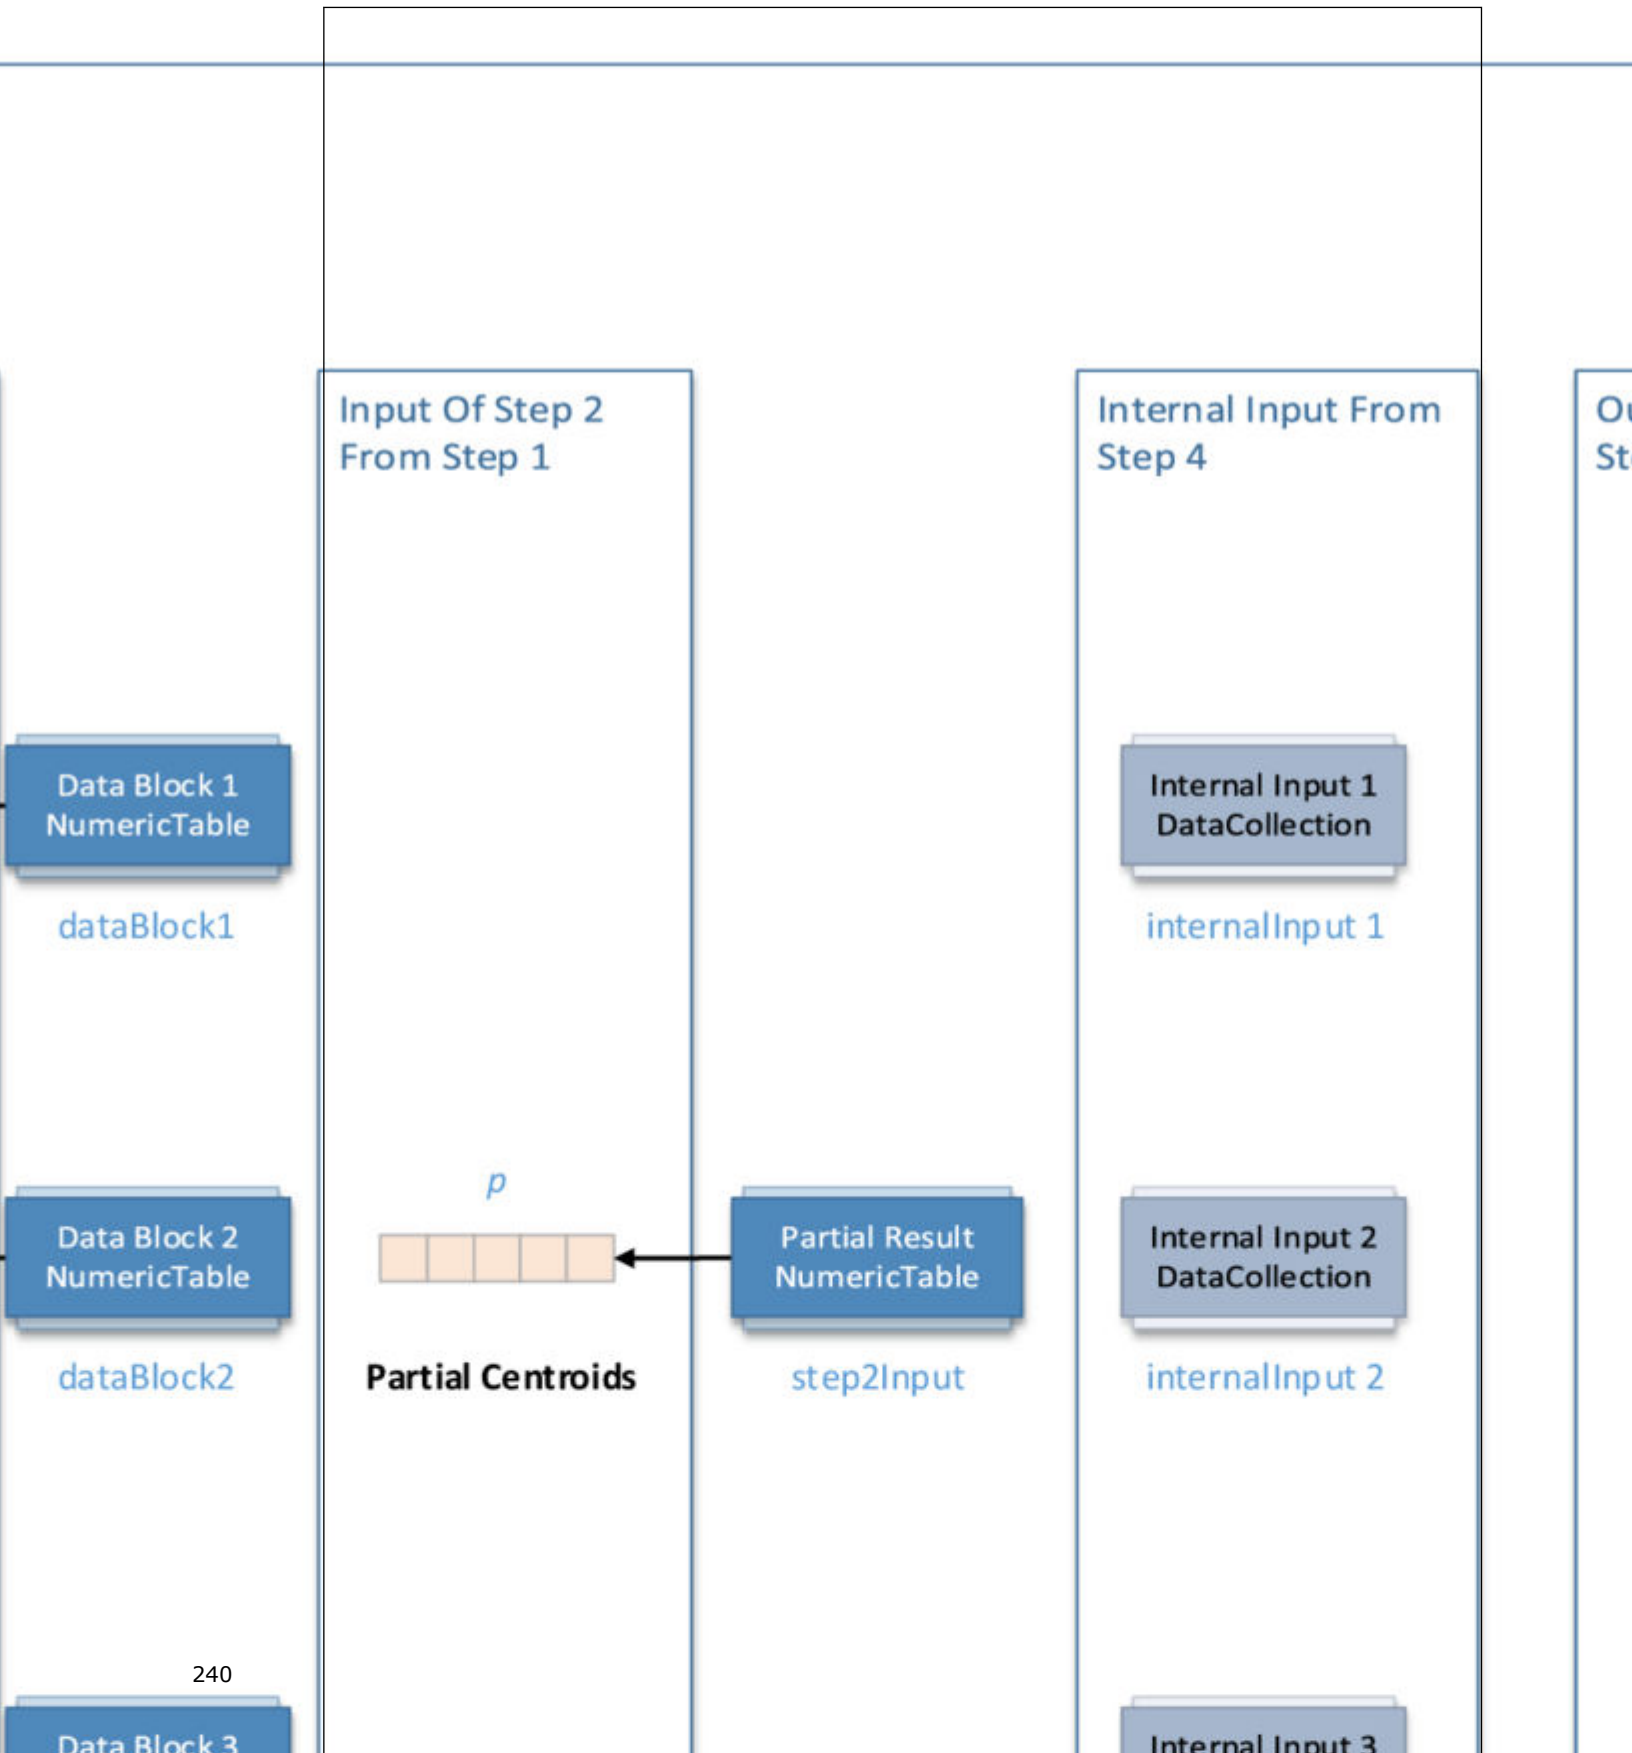 Input Of Step 2
From Step 1
Internal Input From
Step 4
Data Block 1
NumericTable
dataBlock1
Internal Input 1
DataCollection
internalInput 1
p
Data Block 2
NumericTable
dataBlock2
Partial Centroids
Partial Result
NumericTable
step2Input
Internal Input 2
DataCollection
internalInput 2
240
Data Block 3
Internal Input 3